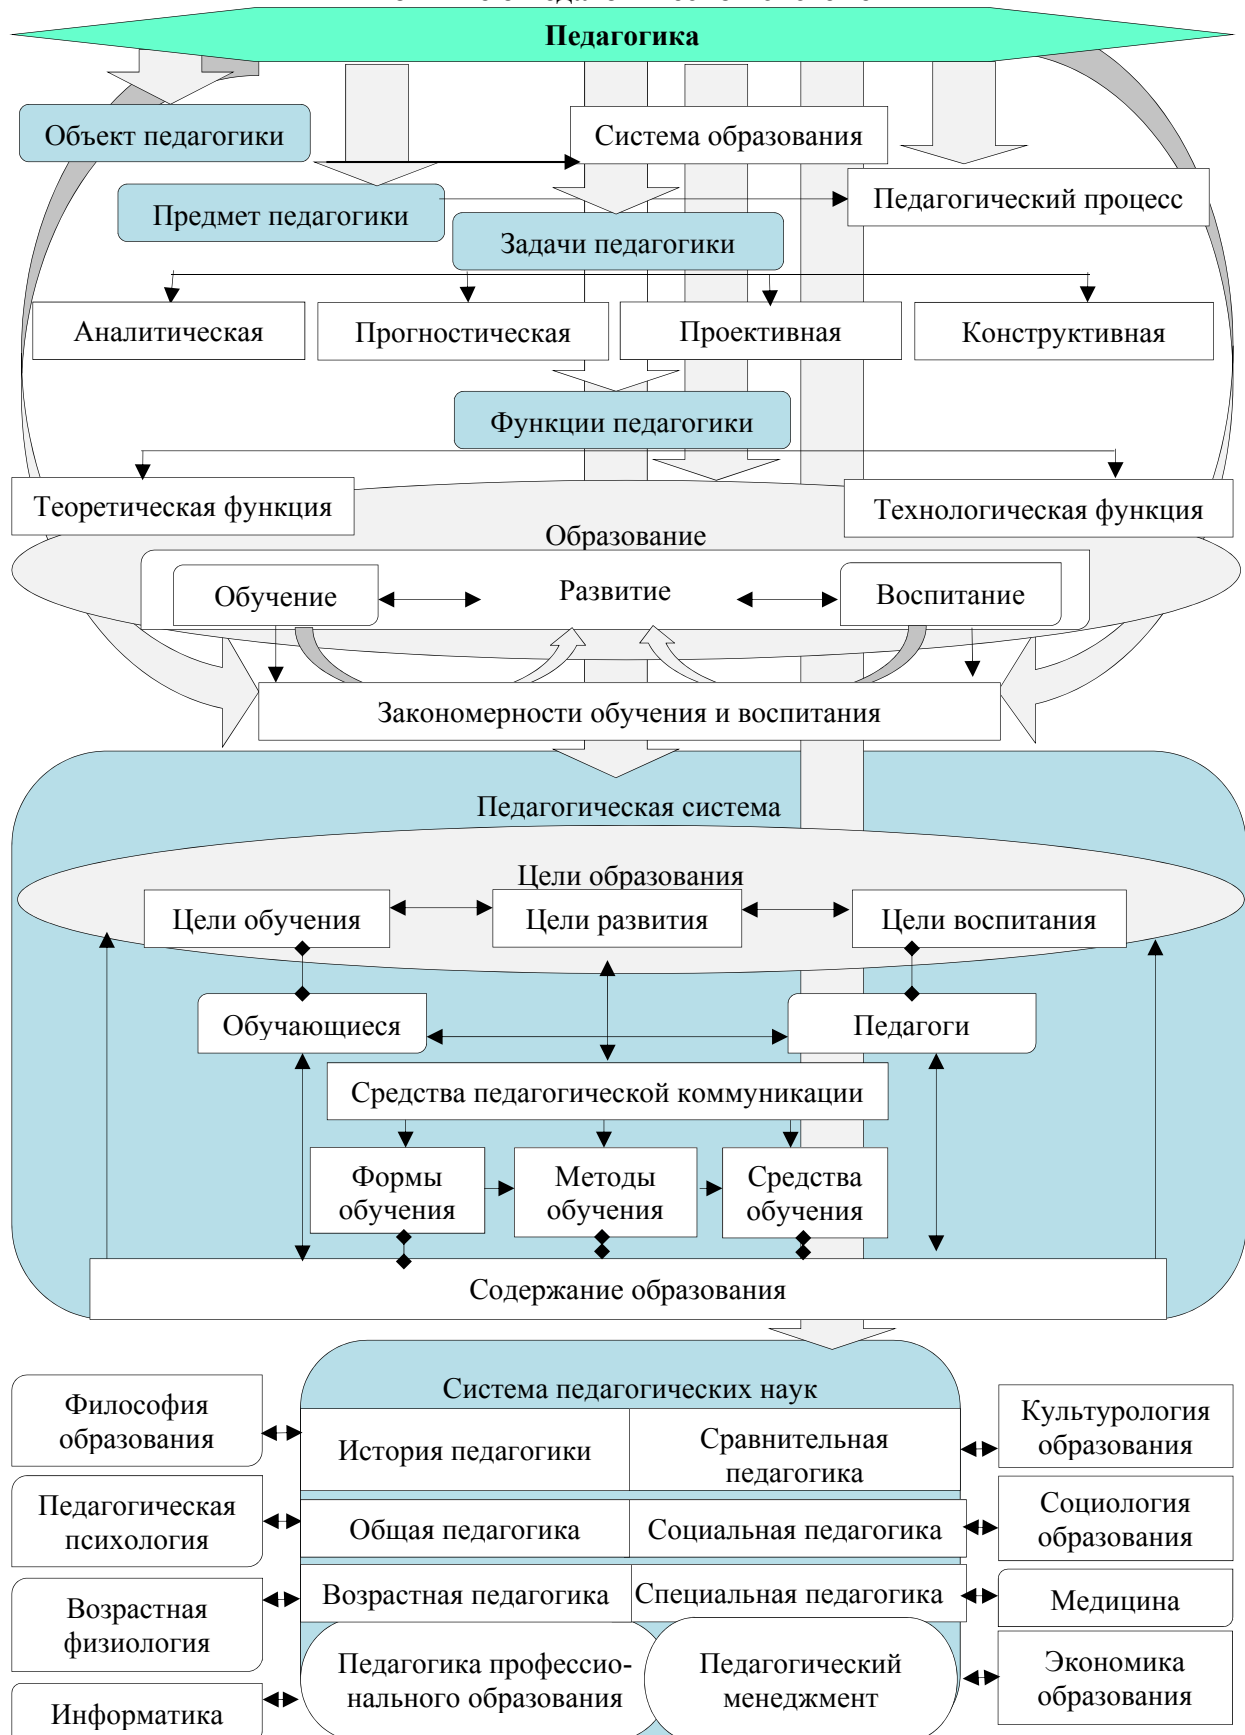 Педагогика
Объект педагогики
Система образования
Предмет педагогики
Педагогический процесс
Задачи педагогики
Аналитическая
Прогностическая
Проективная
Конструктивная
Функции педагогики
Теоретическая функция
Технологическая функция
Образование
Обучение
Развитие
Воспитание
Закономерности обучения и воспитания
Педагогическая система
Цели образования
Цели обучения
Цели развития
Цели воспитания
Обучающиеся
Педагоги
Средства педагогической коммуникации
Формы
обучения
Методы
обучения
Средства
обучения
Содержание образования
Система педагогических наук
Философия
образования
История педагогики
Сравнительная
педагогика
Культурология
образования
Педагогическая
психология
Общая педагогика
Социальная педагогика
Социология
образования
Возрастная
физиология
Возрастная педагогика
Специальная педагогика
Медицина
Информатика
Педагогика профессио-
нального образования
Педагогический
менеджмент
Экономика
образования